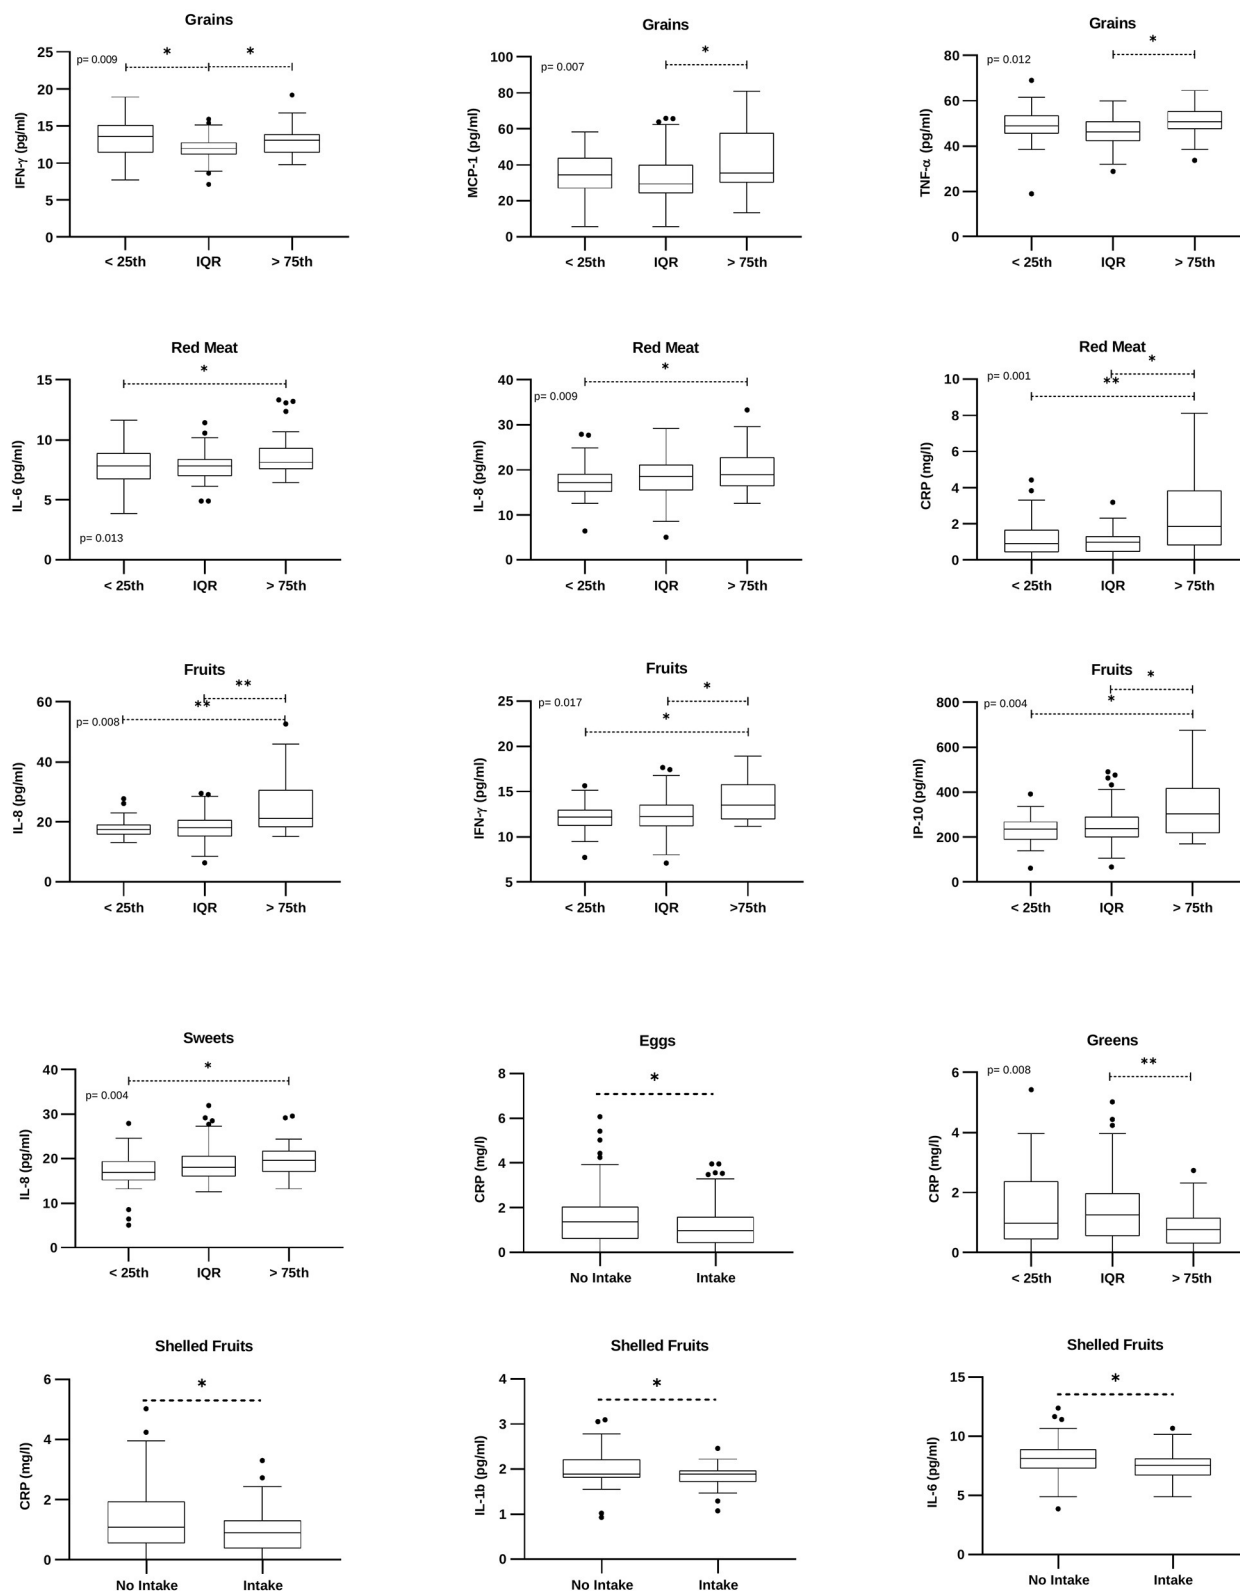 Grains
IFN-γ (pg/ml)
25
20
15
10
5
0
p= 0.009
*
*
< 25th
IQR
> 75th
Grains
MCP-1 (pg/ml)
100
80
60
40
20
0
p= 0.007
*
< 25th
IQR
> 75th
Grains
TNF-α (pg/ml)
80
60
40
20
0
p= 0.012
*
< 25th
IQR
> 75th
Red Meat
IL-6 (pg/ml)
15
10
5
0
*
p= 0.013
< 25th
IQR
> 75th
Red Meat
IL-8 (pg/ml)
40
30
20
10
0
*
p= 0.009
< 25th
IQR
> 75th
Red Meat
CRP (mg/l)
10
8
6
4
2
0
p= 0.001
*
**
< 25th
IQR
> 75th
Fruits
IL-8 (pg/ml)
60
40
20
0
**
**
p= 0.008
< 25th
IQR
> 75th
Fruits
IFN-γ (pg/ml)
25
20
15
10
5
p= 0.017
*
*
< 25th
IQR
>75th
Fruits
IP-10 (pg/ml)
800
600
400
200
0
p= 0.004
*
*
< 25th
IQR
> 75th
Sweets
IL-8 (pg/ml)
40
30
20
10
0
*
p= 0.004
< 25th
IQR
> 75th
Eggs
CRP (mg/l)
8
6
4
2
0
*
No Intake
Intake
Greens
CRP (mg/l)
6
4
2
0
p= 0.008
**
< 25th
IQR
> 75th
Shelled Fruits
CRP (mg/l)
6
4
2
0
*
No Intake
Intake
Shelled Fruits
IL-1b (pg/ml)
4
3
2
1
0
*
No Intake
Intake
Shelled Fruits
IL-6 (pg/ml)
15
10
5
0
*
No Intake
Intake